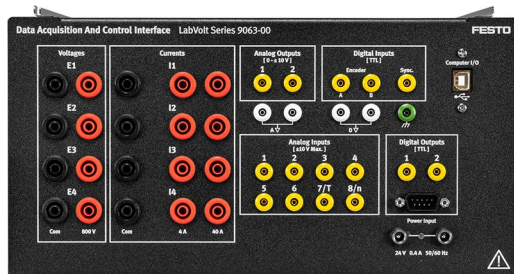 Data Acquisition And Control Interface LabVolt Series 9063-00
FESTO
Voltages
Currents
Analog Outputs
[ 0 - ± 10 V ]
1 2
Digital Inputs
[ TTL ]
Encoder Sync.
A B
Computer I/O
E1 I1
E2 I2
E3 I3
E4 I4
A D
Analog Inputs
[ ±10 V Max. ]
1 2 3 4
5 6 7/T 8/n
Digital Outputs
[ TTL ]
1 2
Com 800 V Com 4 A 40 A
Power Input
24 V 0.4 A 50/60 Hz